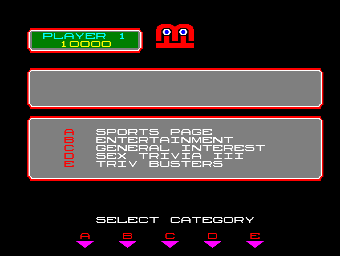 PLAYER 1
10000
A SPORTS PAGE
B ENTERTAINMENT
C GENERAL INTEREST
D SEX TRIVIA III
E TRIV BUSTERS
SELECT CATEGORY
A B C D E